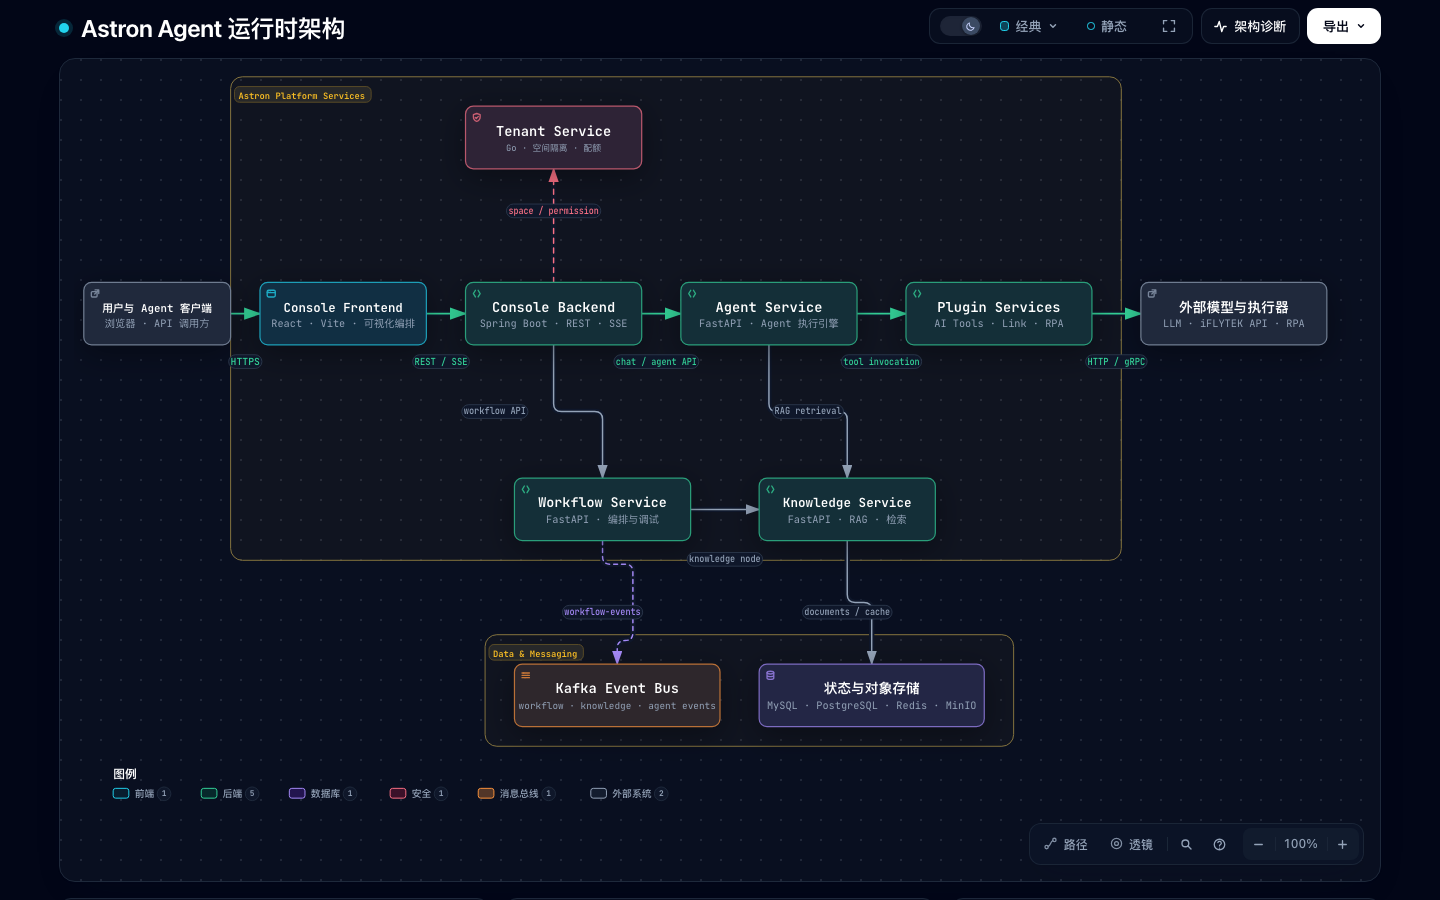 Astron Agent 运行时架构
经典
静态
架构诊断
导出
Astron Platform Services
Tenant Service
Go · 空间隔离 · 配额
space / permission
用户与 Agent 客户端
浏览器 · API 调用方
Console Frontend
React · Vite · 可视化编排
Console Backend
Spring Boot · REST · SSE
Agent Service
FastAPI · Agent 执行引擎
Plugin Services
AI Tools · Link · RPA
外部模型与执行器
LLM · iFLYTEK API · RPA
HTTPS
REST / SSE
chat / agent API
tool invocation
HTTP / gRPC
workflow API
RAG retrieval
Workflow Service
FastAPI · 编排与调试
Knowledge Service
FastAPI · RAG · 检索
knowledge node
workflow-events
documents / cache
Data & Messaging
Kafka Event Bus
workflow · knowledge · agent events
状态与对象存储
MySQL · PostgreSQL · Redis · MinIO
图例
前端 1
后端 5
数据库 1
安全 1
消息总线 1
外部系统 2
路径
透镜
100%